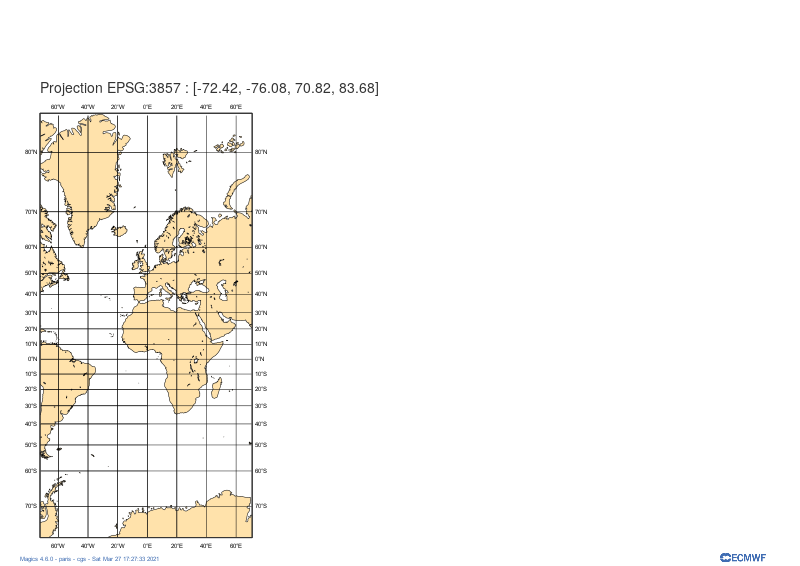 Projection EPSG:3857 : [-72.42, -76.08, 70.82, 83.68]
60°W 40°W 20°W 0°E 20°E 40°E 60°E
80°N 80°N
70°N 70°N
60°N 60°N
50°N 50°N
40°N 40°N
30°N 30°N
20°N 20°N
10°N 10°N
0°N 0°N
10°S 10°S
20°S 20°S
30°S 30°S
40°S 40°S
50°S 50°S
60°S 60°S
70°S 70°S
60°W 40°W 20°W 0°E 20°E 40°E 60°E
Magics 4.6.0 - paris - cgs - Sat Mar 27 17:27:33 2021
ECMWF